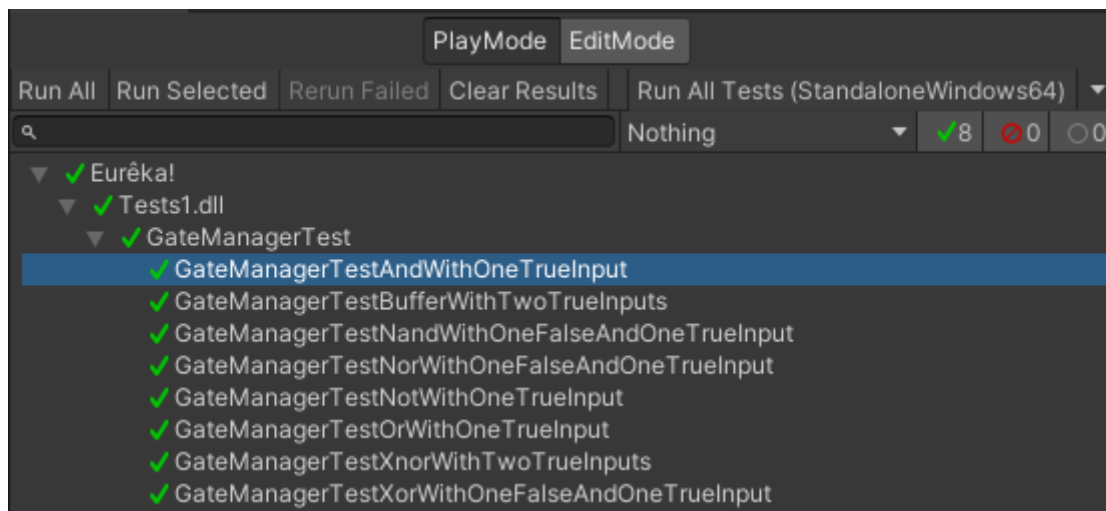 PlayMode EditMode
Run All Run Selected Rerun Failed Clear Results Run All Tests (StandaloneWindows64)
Nothing 8 0 0
Eurêka!
Tests1.dll
GateManagerTest
GateManagerTestAndWithOneTrueInput
GateManagerTestBufferWithTwoTrueInputs
GateManagerTestNandWithOneFalseAndOneTrueInput
GateManagerTestNorWithOneFalseAndOneTrueInput
GateManagerTestNotWithOneTrueInput
GateManagerTestOrWithOneTrueInput
GateManagerTestXnorWithTwoTrueInputs
GateManagerTestXorWithOneFalseAndOneTrueInput